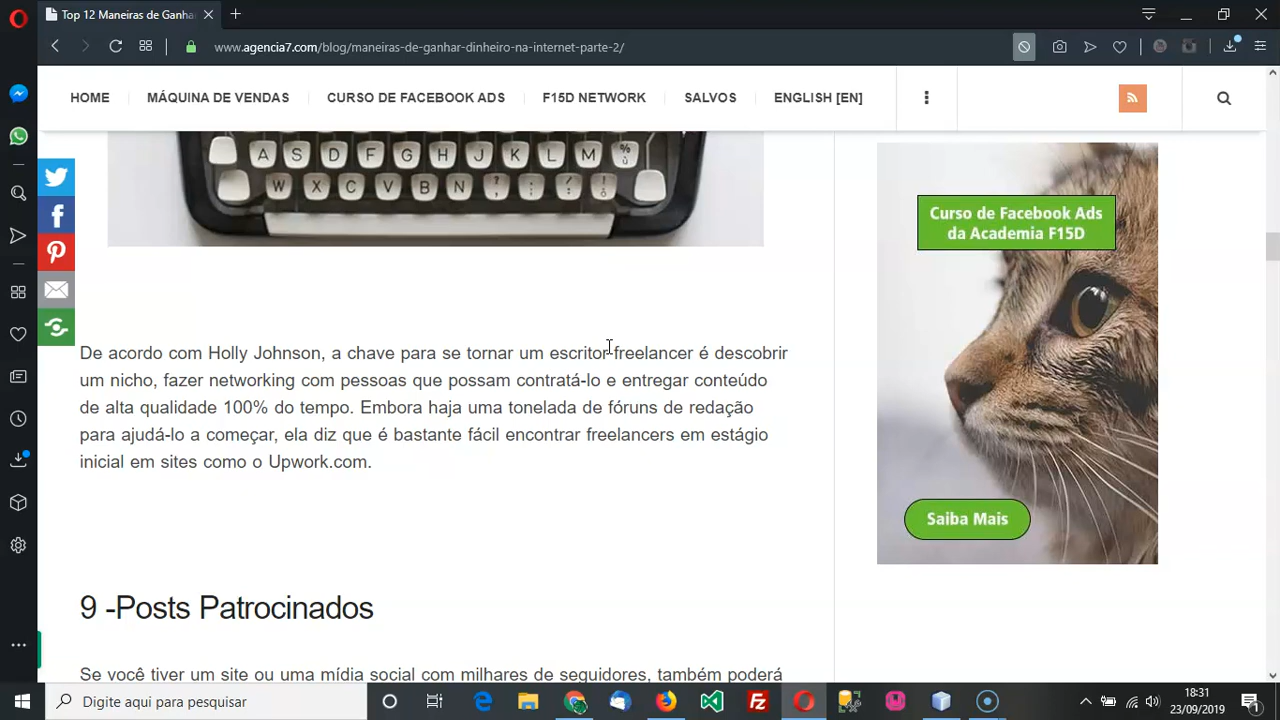 Top 12 Maneiras de Ganha
www.agencia7.com/blog/maneiras-de-ganhar-dinheiro-na-internet-parte-2/
HOME
MÁQUINA DE VENDAS
CURSO DE FACEBOOK ADS
F15D NETWORK
SALVOS
ENGLISH [EN]
A S D F G H J K L M % ù
W X C V B N ? ; : / ! §
De acordo com Holly Johnson, a chave para se tornar um escritor freelancer é descobrir
um nicho, fazer networking com pessoas que possam contratá-lo e entregar conteúdo
de alta qualidade 100% do tempo. Embora haja uma tonelada de fóruns de redação
para ajudá-lo a começar, ela diz que é bastante fácil encontrar freelancers em estágio
inicial em sites como o Upwork.com.
9 -Posts Patrocinados
Se você tiver um site ou uma mídia social com milhares de seguidores, também poderá
Curso de Facebook Ads
da Academia F15D
Saiba Mais
Digite aqui para pesquisar
18:31
23/09/2019
1